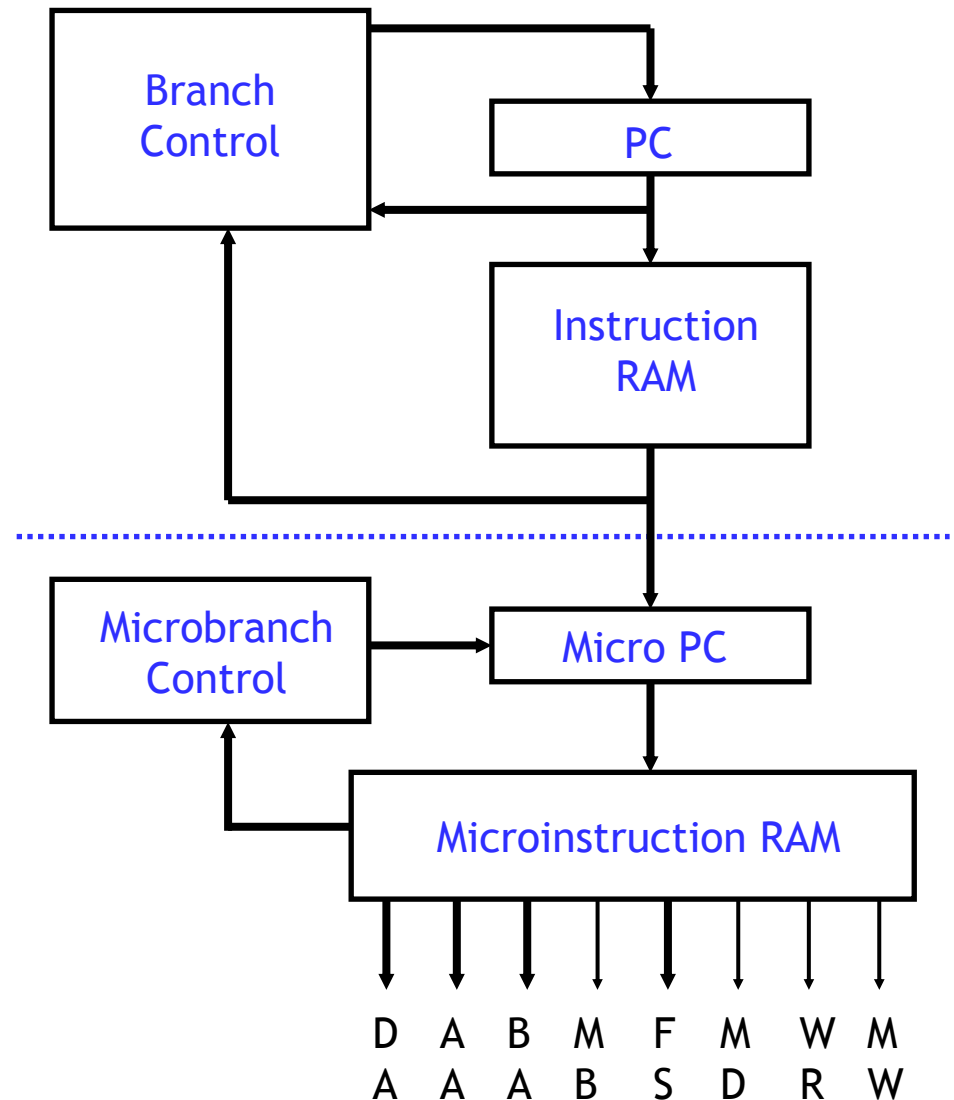 Branch
Control
PC
Instruction
RAM
Microbranch
Control
Micro PC
Microinstruction RAM
D A B M F M W M
A A A B S D R W